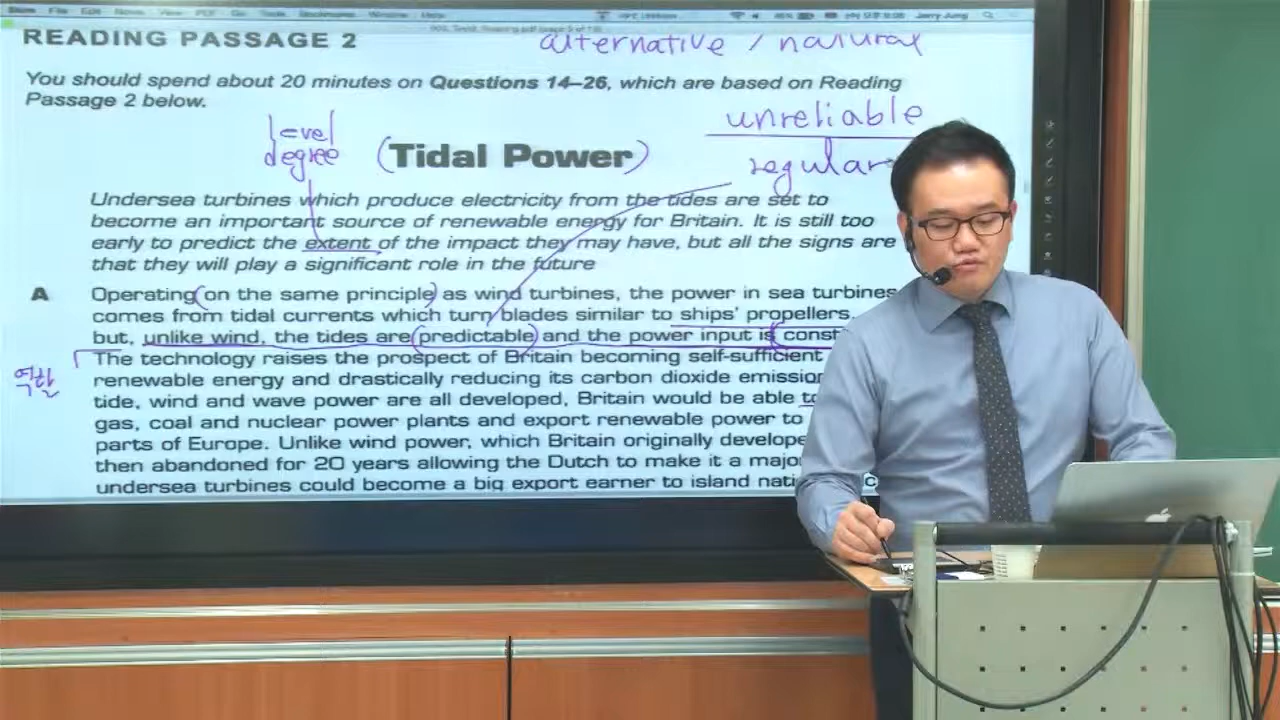 READING PASSAGE 2
alternative / natural
You should spend about 20 minutes on Questions 14–26, which are based on Reading
Passage 2 below.
unreliable
regular
level
degree
(Tidal Power)
Undersea turbines which produce electricity from the tides are set to
become an important source of renewable energy for Britain. It is still too
early to predict the extent of the impact they may have, but all the signs are
that they will play a significant role in the future
A Operating (on the same principle) as wind turbines, the power in sea turbines
comes from tidal currents which turn blades similar to ships' propellers,
but, unlike wind, the tides are (predictable) and the power input is (const
The technology raises the prospect of Britain becoming self-sufficient
역할
renewable energy and drastically reducing its carbon dioxide emission
tide, wind and wave power are all developed, Britain would be able to
gas, coal and nuclear power plants and export renewable power to
parts of Europe. Unlike wind power, which Britain originally develope
then abandoned for 20 years allowing the Dutch to make it a majo
undersea turbines could become a big export earner to island nati